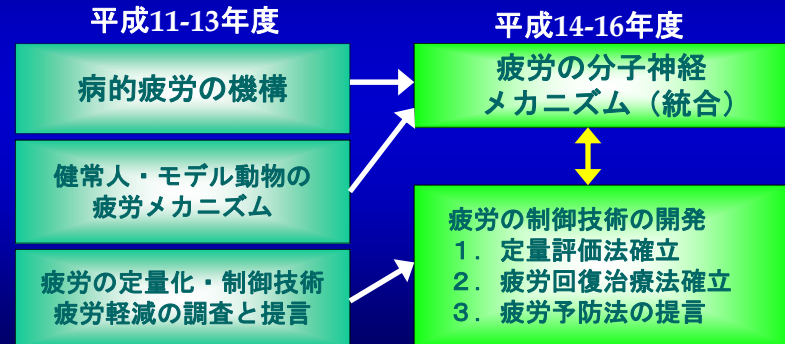 平成11-13年度
病的疲労の機構
健常人・モデル動物の
疲労メカニズム
疲労の定量化・制御技術
疲労軽減の調査と提言
平成14-16年度
疲労の分子神経
メカニズム（統合）
疲労の制御技術の開発
１．定量評価法確立
２．疲労回復治療法確立
３．疲労予防法の提言